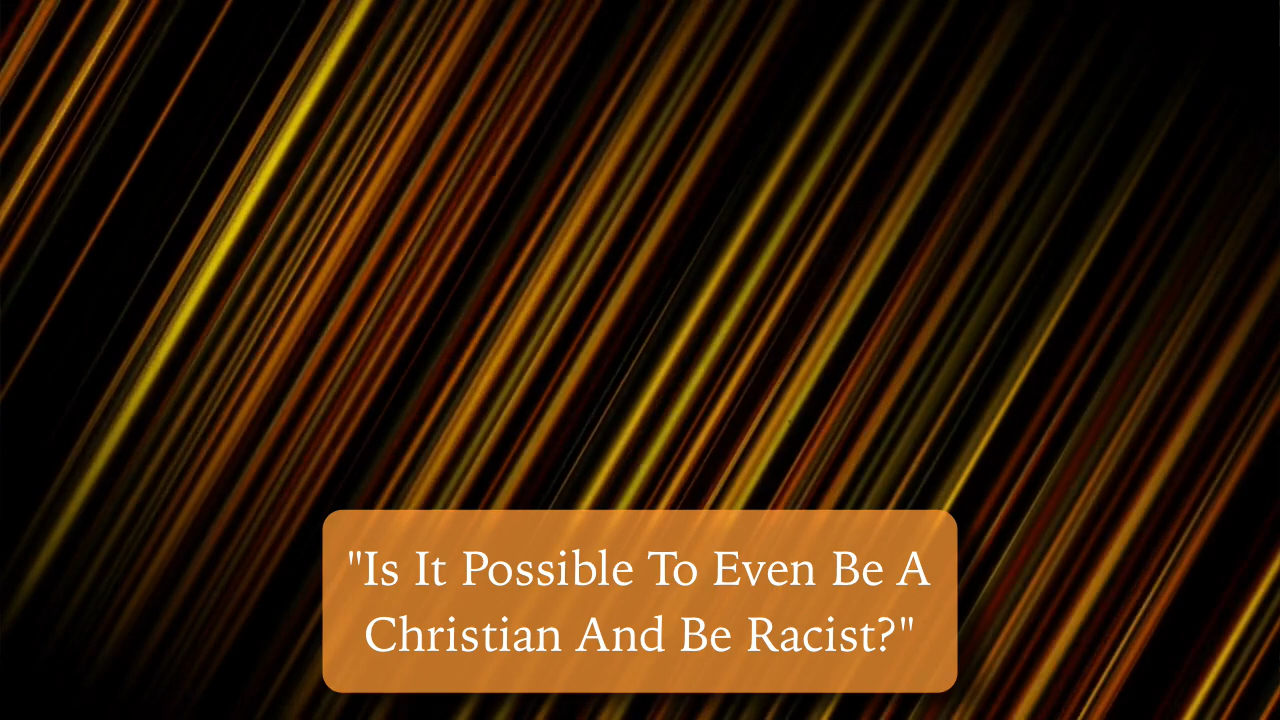 "Is It Possible To Even Be A
Christian And Be Racist?"